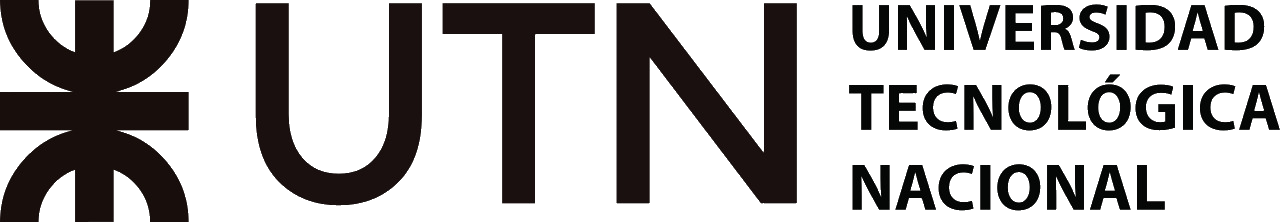 UTN
UNIVERSIDAD
TECNOLÓGICA
NACIONAL